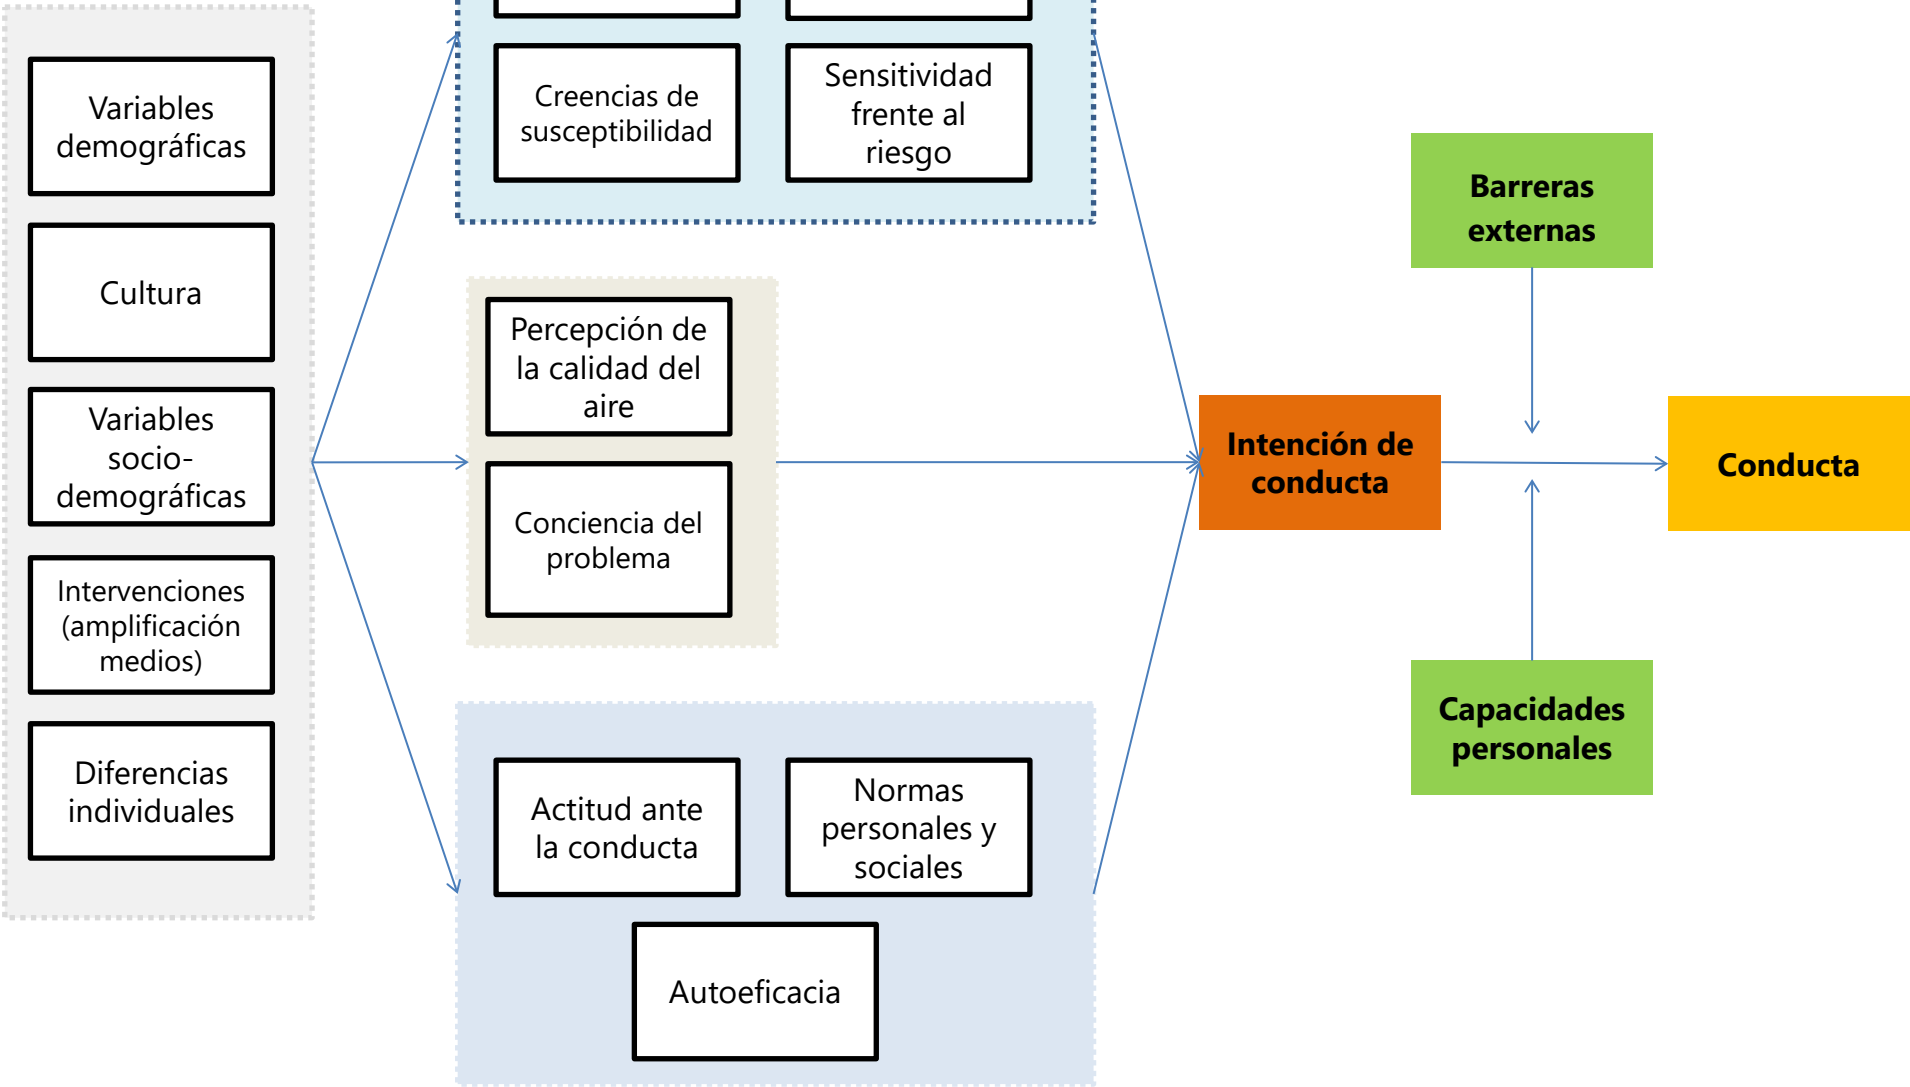 Variables
demográficas
Cultura
Variables
socio-
demográficas
Intervenciones
(amplificación
medios)
Diferencias
individuales
Creencias de
susceptibilidad
Sensitividad
frente al
riesgo
Percepción de
la calidad del
aire
Conciencia del
problema
Actitud ante
la conducta
Normas
personales y
sociales
Autoeficacia
Intención de
conducta
Barreras
externas
Capacidades
personales
Conducta